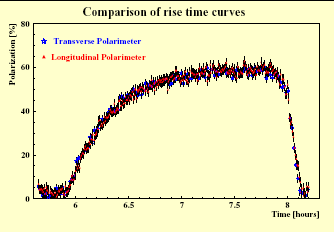 Comparison of rise time curves
Polarization [%]
80
60
40
20
0
Transverse Polarimeter
Longitudinal Polarimeter
6
6.5
7
7.5
8
Time [hours]